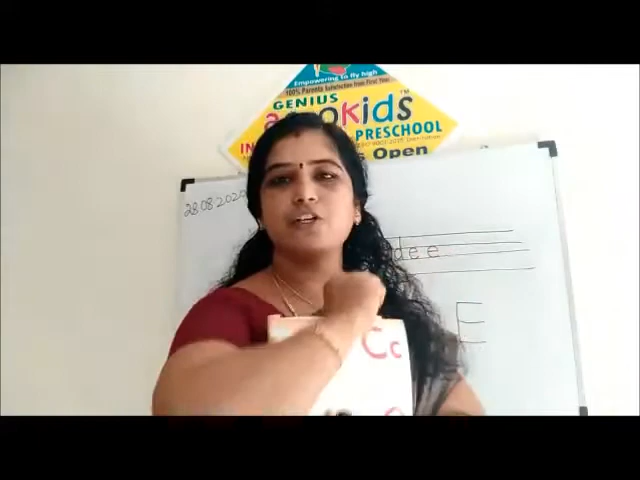 Empowering to fly high
100% Parents Satisfaction from First Year
GENIUS
KidS
TM
PRESCHOOL
Open
28.08.2020
dee
E
Cc